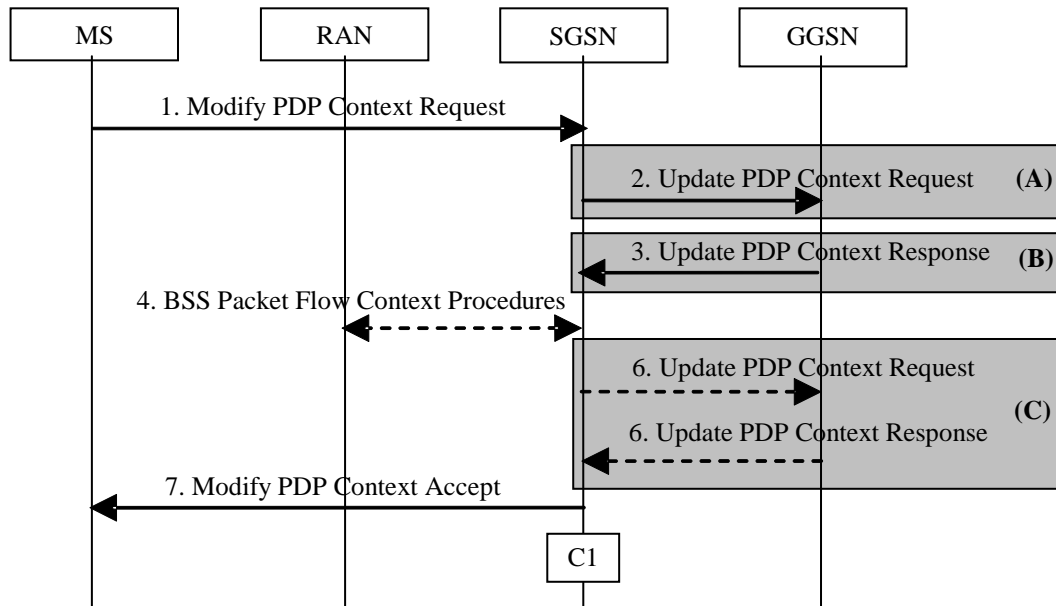 MS RAN SGSN GGSN
1. Modify PDP Context Request
2. Update PDP Context Request (A)
3. Update PDP Context Response (B)
4. BSS Packet Flow Context Procedures
6. Update PDP Context Request
(C)
6. Update PDP Context Response
7. Modify PDP Context Accept
C1